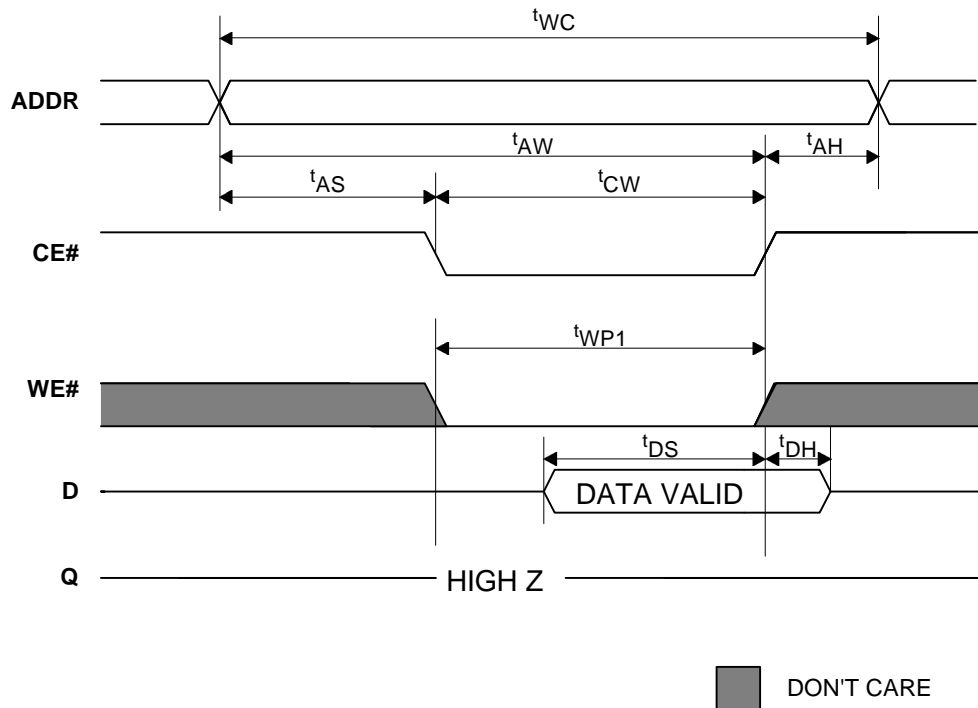 tWC
ADDR
tAW tAH
tAS tCW
CE#
tWP1
WE#
tDS tDH
D DATA VALID
Q HIGH Z
DON'T CARE